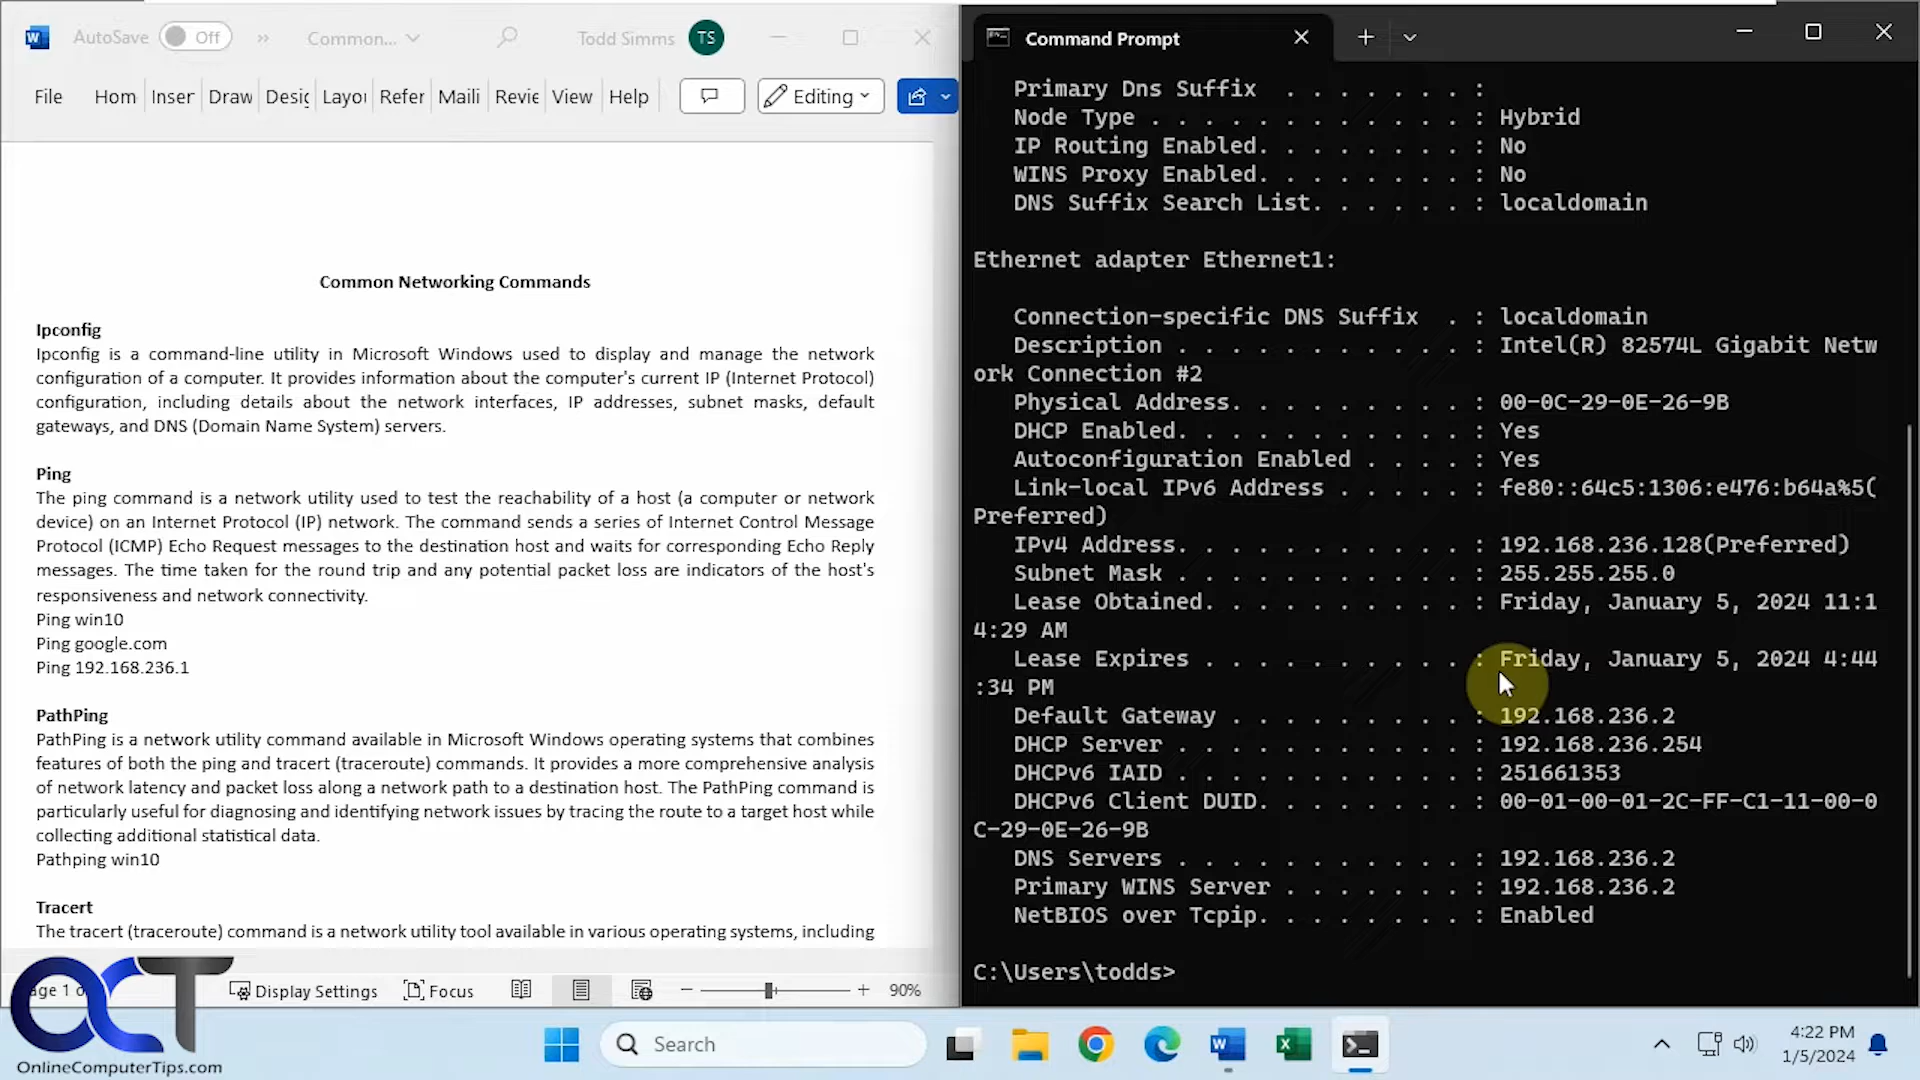 AutoSave Off » Common... Todd Simms TS
File Hom Inser Draw Desig Layou Refer Maili Revie View Help Editing
Common Networking Commands
Ipconfig
Ipconfig is a command-line utility in Microsoft Windows used to display and manage the network
configuration of a computer. It provides information about the computer's current IP (Internet Protocol)
configuration, including details about the network interfaces, IP addresses, subnet masks, default
gateways, and DNS (Domain Name System) servers.
Ping
The ping command is a network utility used to test the reachability of a host (a computer or network
device) on an Internet Protocol (IP) network. The command sends a series of Internet Control Message
Protocol (ICMP) Echo Request messages to the destination host and waits for corresponding Echo Reply
messages. The time taken for the round trip and any potential packet loss are indicators of the host's
responsiveness and network connectivity.
Ping win10
Ping google.com
Ping 192.168.236.1
PathPing
PathPing is a network utility command available in Microsoft Windows operating systems that combines
features of both the ping and tracert (traceroute) commands. It provides a more comprehensive analysis
of network latency and packet loss along a network path to a destination host. The PathPing command is
particularly useful for diagnosing and identifying network issues by tracing the route to a target host while
collecting additional statistical data.
Pathping win10
Tracert
The tracert (traceroute) command is a network utility tool available in various operating systems, including
age 1 o Display Settings Focus 90%
Command Prompt
Primary Dns Suffix . . . . . . . :
Node Type . . . . . . . . . . . . : Hybrid
IP Routing Enabled. . . . . . . . : No
WINS Proxy Enabled. . . . . . . . : No
DNS Suffix Search List. . . . . . : localdomain
Ethernet adapter Ethernet1:
Connection-specific DNS Suffix . : localdomain
Description . . . . . . . . . . . : Intel(R) 82574L Gigabit Netw
ork Connection #2
Physical Address. . . . . . . . . : 00-0C-29-0E-26-9B
DHCP Enabled. . . . . . . . . . . : Yes
Autoconfiguration Enabled . . . . : Yes
Link-local IPv6 Address . . . . . : fe80::64c5:1306:e476:b64a%5(
Preferred)
IPv4 Address. . . . . . . . . . . : 192.168.236.128(Preferred)
Subnet Mask . . . . . . . . . . . : 255.255.255.0
Lease Obtained. . . . . . . . . . : Friday, January 5, 2024 11:1
4:29 AM
Lease Expires . . . . . . . . . . : Friday, January 5, 2024 4:44
:34 PM
Default Gateway . . . . . . . . . : 192.168.236.2
DHCP Server . . . . . . . . . . . : 192.168.236.254
DHCPv6 IAID . . . . . . . . . . . : 251661353
DHCPv6 Client DUID. . . . . . . . : 00-01-00-01-2C-FF-C1-11-00-0
C-29-0E-26-9B
DNS Servers . . . . . . . . . . . : 192.168.236.2
Primary WINS Server . . . . . . . : 192.168.236.2
NetBIOS over Tcpip. . . . . . . . : Enabled
C:\Users\todds>
OCT
OnlineComputerTips.com
Search
4:22 PM
1/5/2024